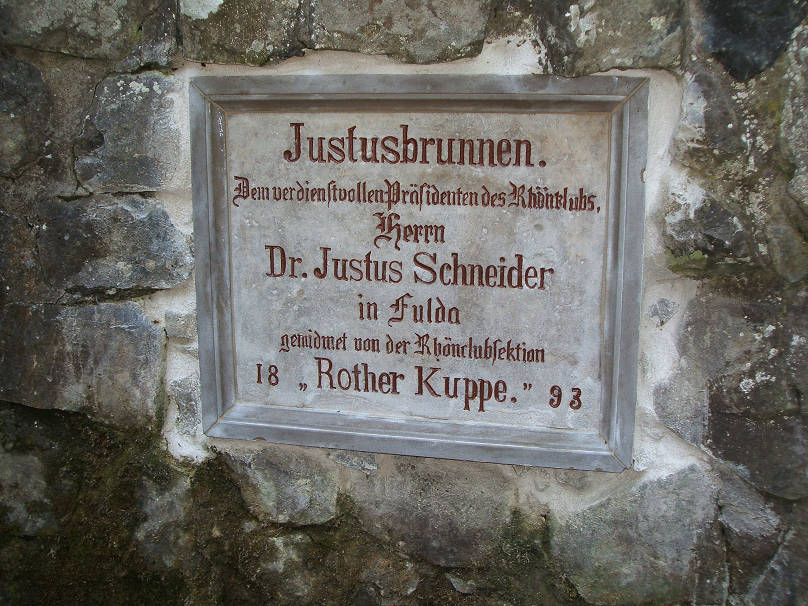 Justusbrunnen.
Dem verdienstvollen Präsidenten des Rhönklubs,
Herrn
Dr. Justus Schneider
in Fulda
gewidmet von der Rhönclubsektion
18 „Rother Kuppe.” 93